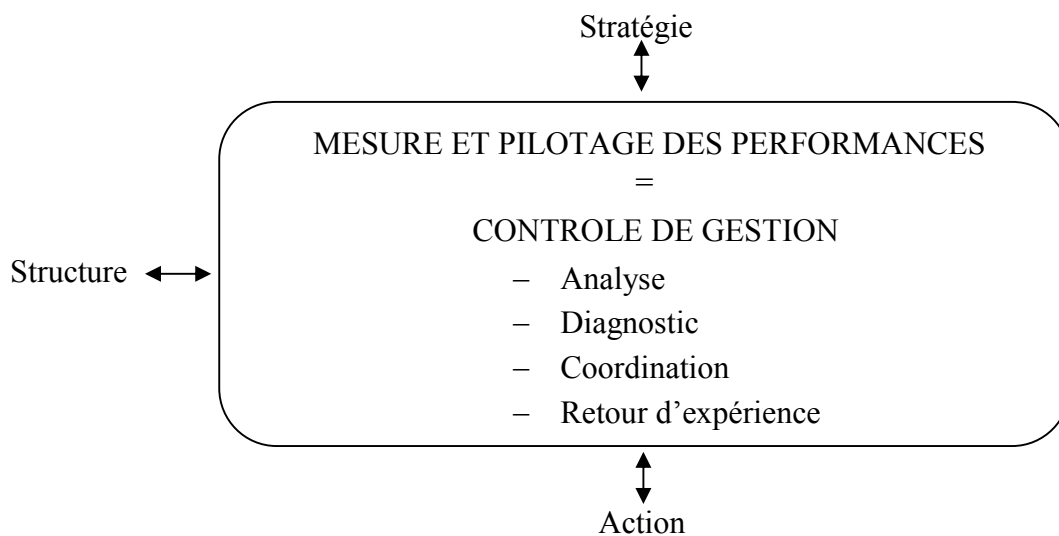 Stratégie
MESURE ET PILOTAGE DES PERFORMANCES
=
CONTROLE DE GESTION
Structure
– Analyse
– Diagnostic
– Coordination
– Retour d’expérience
Action